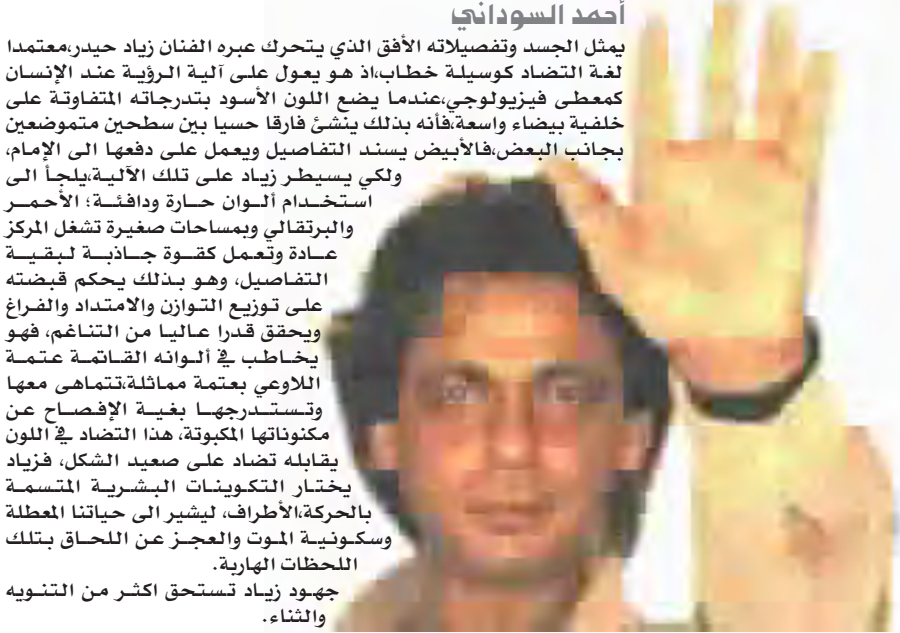 أحمد السوداني
يمثل الجسد وتفصيلاته الأفق الذي يتحرك عبره الفنان زياد حيدر،معتمدا
لغة التضاد كوسيلة خطاب،اذ هو يعول على آلية الرؤية عند الإنسان
كمعطى فيزيولوجي،عندما يضع اللون الأسود بتدرجاته المتفاوتة على
خلفية بيضاء واسعة،فأنه بذلك ينشئ فارقا حسيا بين سطحين متموضعين
بجانب البعض،فالأبيض يسند التفاصيل ويعمل على دفعها الى الإمام،
ولكي يسيطر زياد على تلك الآلية،يلجأ الى
استخدام ألوان حارة ودافئة؛ الأحمر
والبرتقالي وبمساحات صغيرة تشغل المركز
عادة وتعمل كقوة جاذبة لبقية
التفاصيل، وهو بذلك يحكم قبضته
على توزيع التوازن والامتداد والفراغ
ويحقق قدرا عاليا من التناغم، فهو
يخاطب في ألوانه القاتمة عتمة
اللاوعي بعتمة مماثلة،تتماهى معها
وتستدرجها بغية الإفصاح عن
مكنوناتها المكبوتة، هذا التضاد في اللون
يقابله تضاد على صعيد الشكل، فزياد
يختار التكوينات البشرية المتسمة
بالحركة،الأطراف، ليشير الى حياتنا المعطلة
وسكونية الموت والعجز عن اللحاق بتلك
اللحظات الهاربة.
جهود زياد تستحق اكثر من التنويه
والثناء.